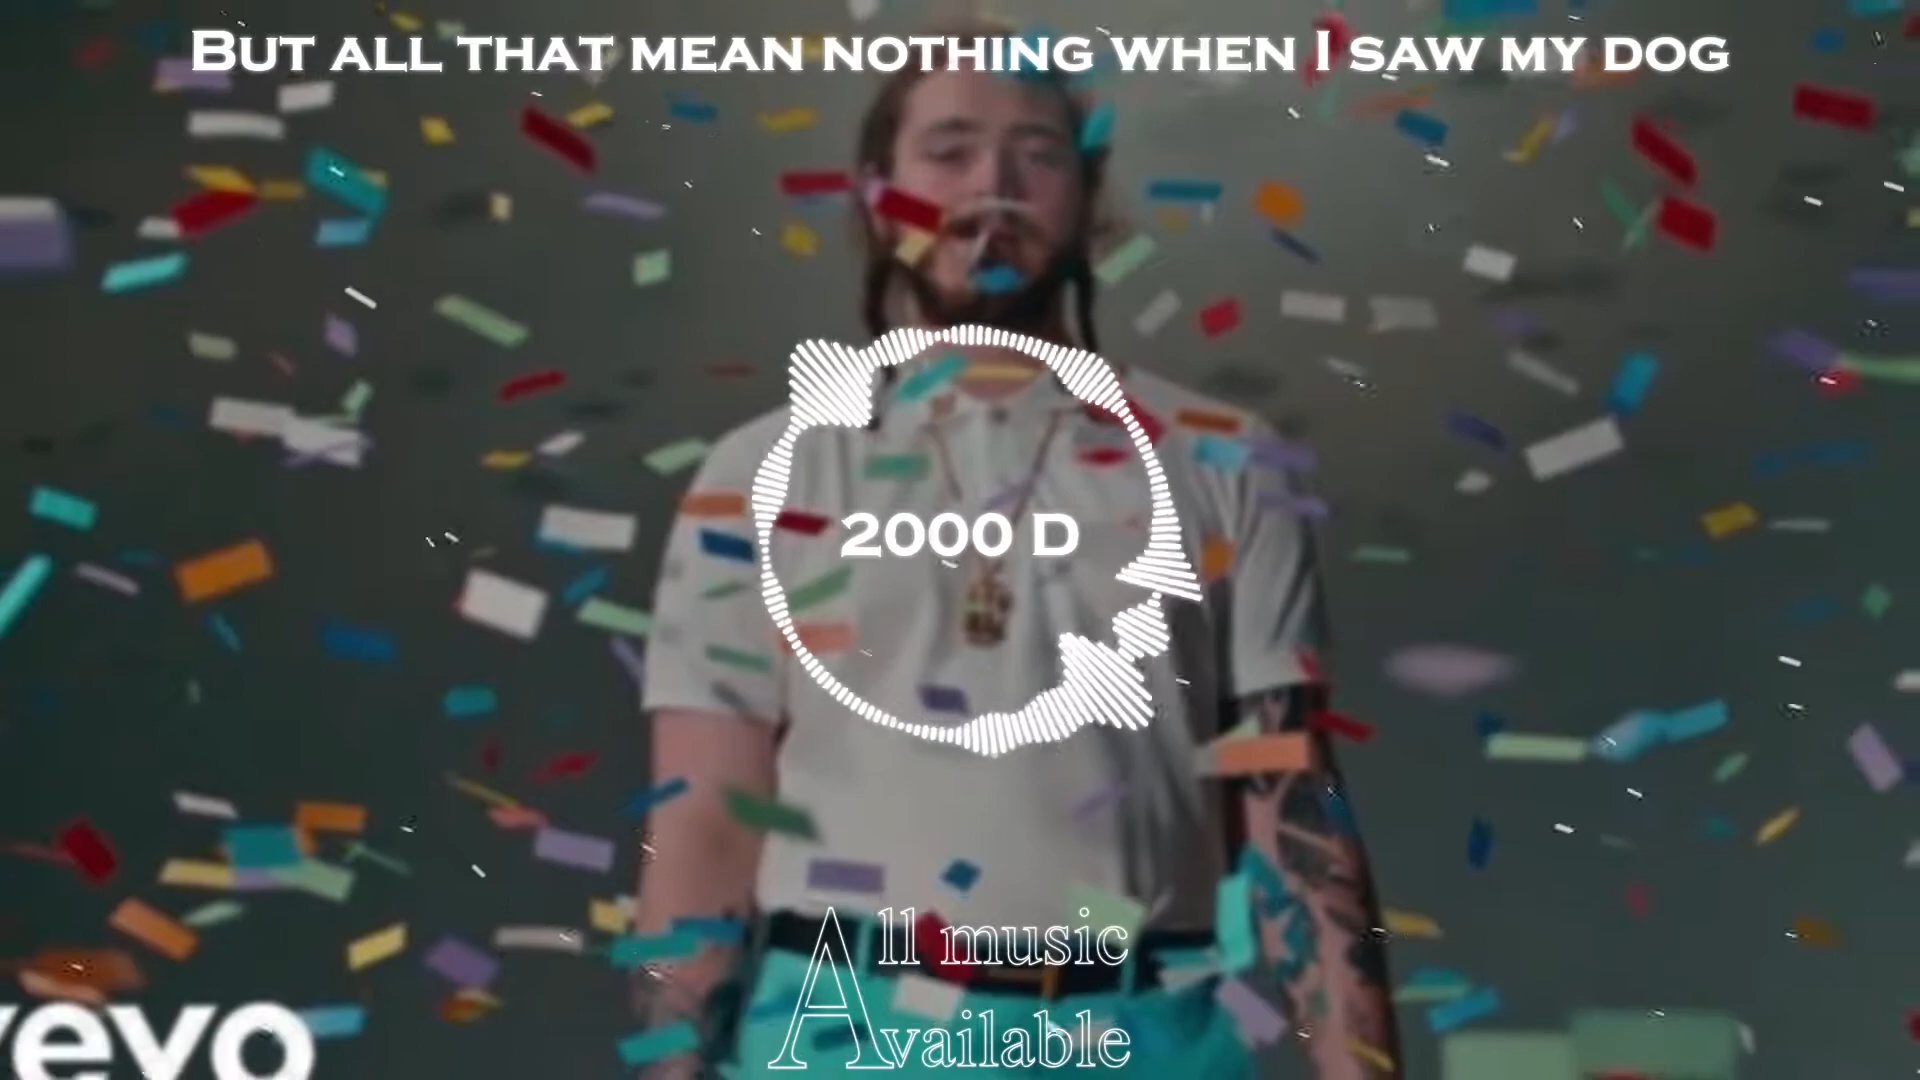 But all that mean nothing when I saw my dog
2000 D
All music
Available
vevo